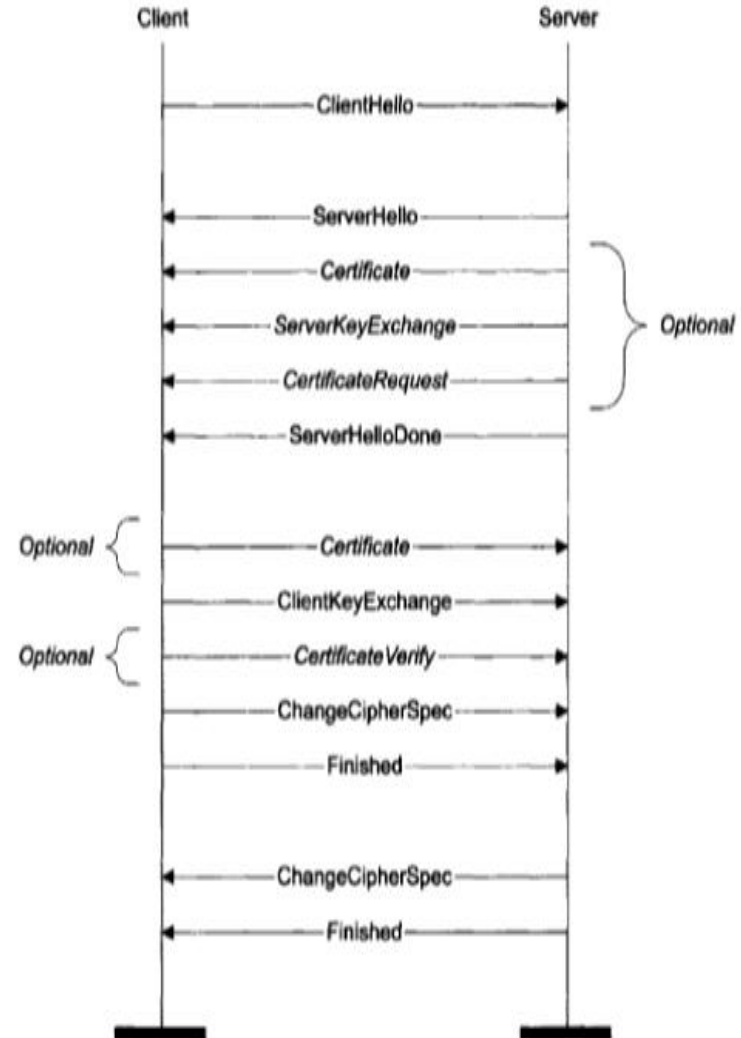 Client Server
ClientHello
ServerHello
Certificate
ServerKeyExchange
Optional
CertificateRequest
ServerHelloDone
Optional
Certificate
ClientKeyExchange
Optional
CertificateVerify
ChangeCipherSpec
Finished
ChangeCipherSpec
Finished